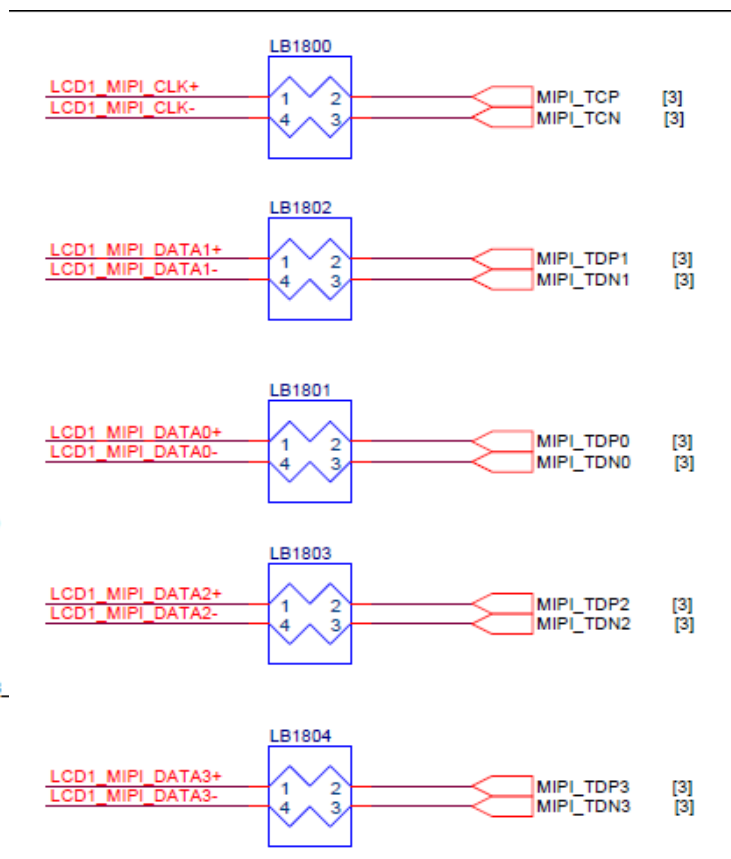 LB1800
LCD1_MIPI_CLK+ 1 2 MIPI_TCP [3]
LCD1_MIPI_CLK- 4 3 MIPI_TCN [3]
LB1802
LCD1_MIPI_DATA1+ 1 2 MIPI_TDP1 [3]
LCD1_MIPI_DATA1- 4 3 MIPI_TDN1 [3]
LB1801
LCD1_MIPI_DATA0+ 1 2 MIPI_TDP0 [3]
LCD1_MIPI_DATA0- 4 3 MIPI_TDN0 [3]
LB1803
LCD1_MIPI_DATA2+ 1 2 MIPI_TDP2 [3]
LCD1_MIPI_DATA2- 4 3 MIPI_TDN2 [3]
LB1804
LCD1_MIPI_DATA3+ 1 2 MIPI_TDP3 [3]
LCD1_MIPI_DATA3- 4 3 MIPI_TDN3 [3]